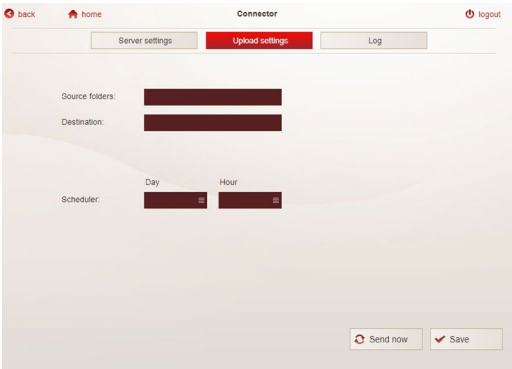 back home Connector logout
Server settings Upload settings Log
Source folders:
Destination:
Day Hour
Scheduler:
Send now Save